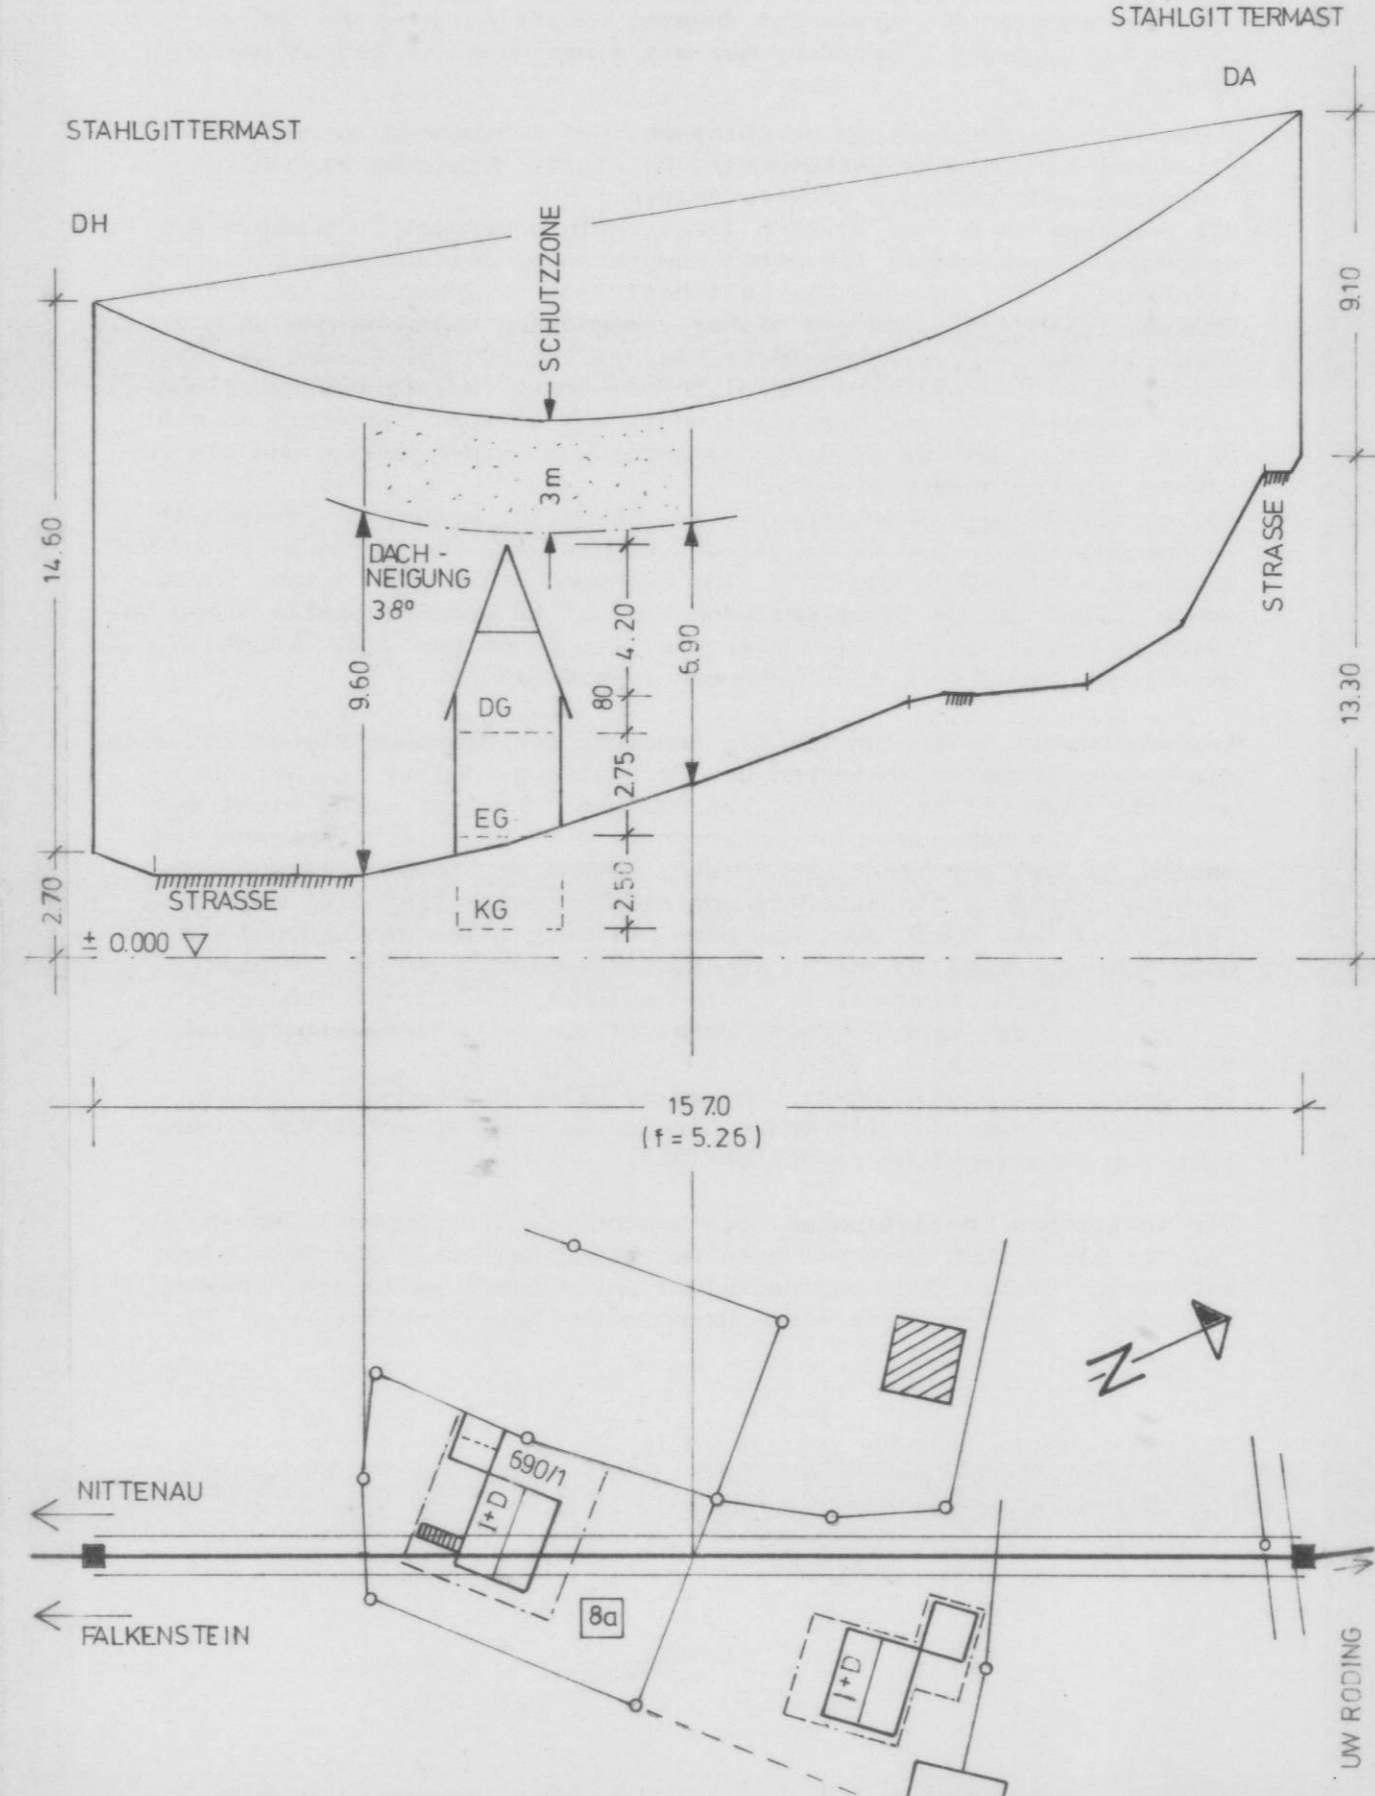 STAHLGITTERMAST
DA
STAHLGITTERMAST
DH
SCHUTZZONE
9.10
3m
14.60
DACH-
NEIGUNG
38°
STRASSE
4.20
6.90
9.60
80
DG
13.30
2.75
EG
2.70
STRASSE
2.50
KG
± 0.000
157.0
(f = 5.26)
N
690/1
NITTENAU
I+D
8a
FALKENSTEIN
I+D
UW RODING